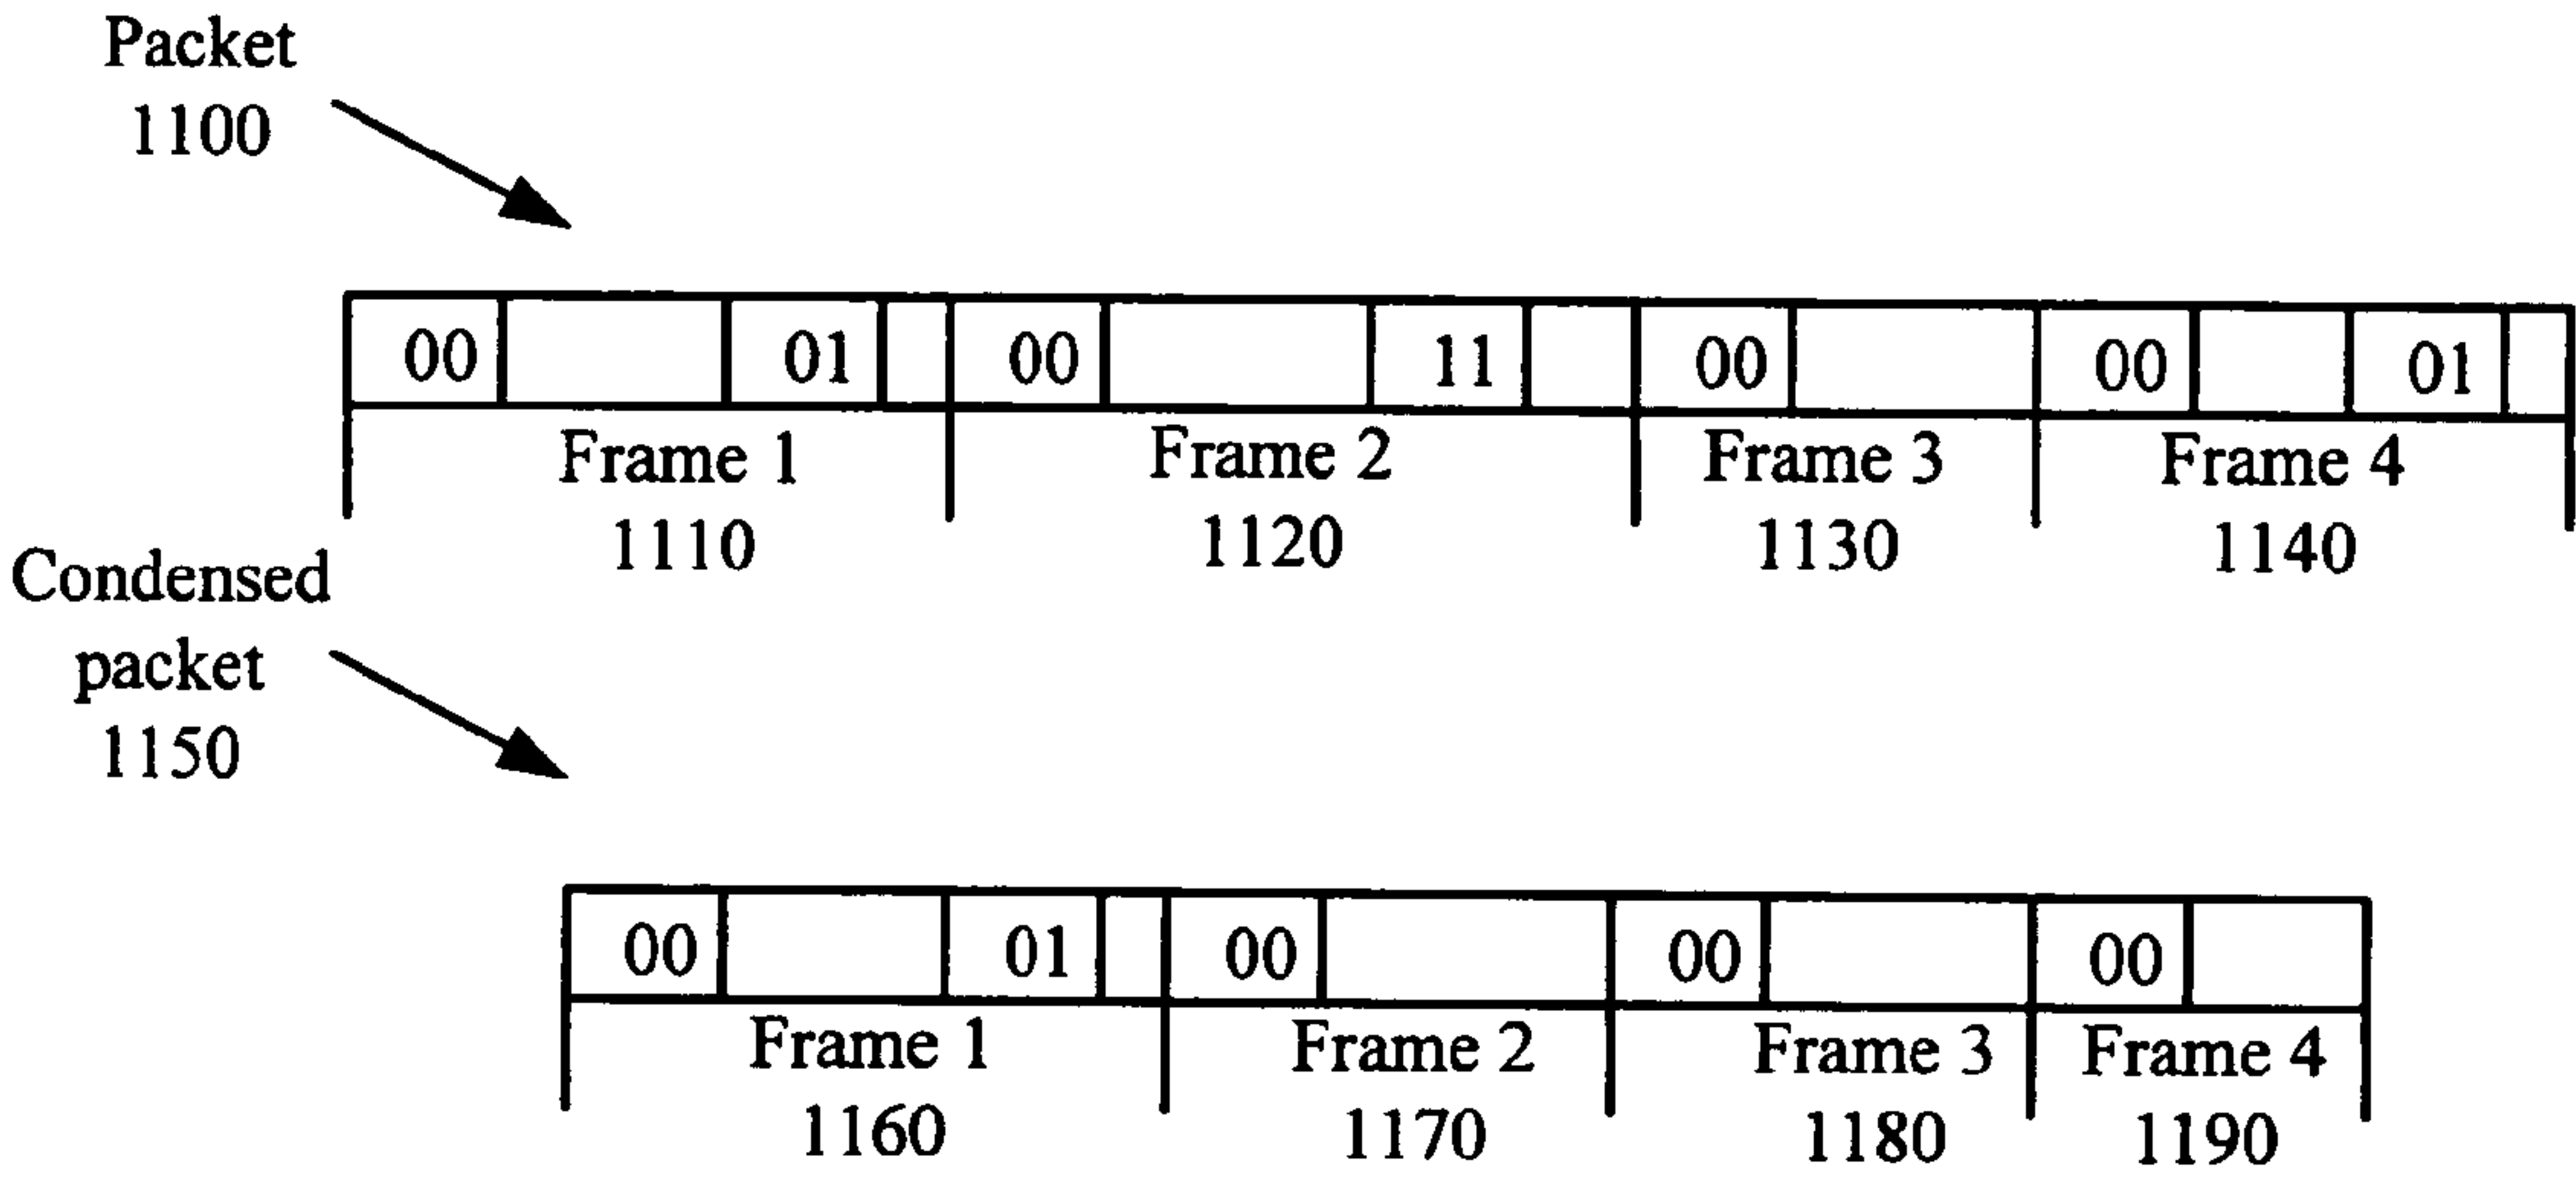 Packet
1100
00 01 00 11 00 00 01
Frame 1 Frame 2 Frame 3 Frame 4
1110 1120 1130 1140
Condensed
packet
1150
00 01 00 00 00
Frame 1 Frame 2 Frame 3 Frame 4
1160 1170 1180 1190